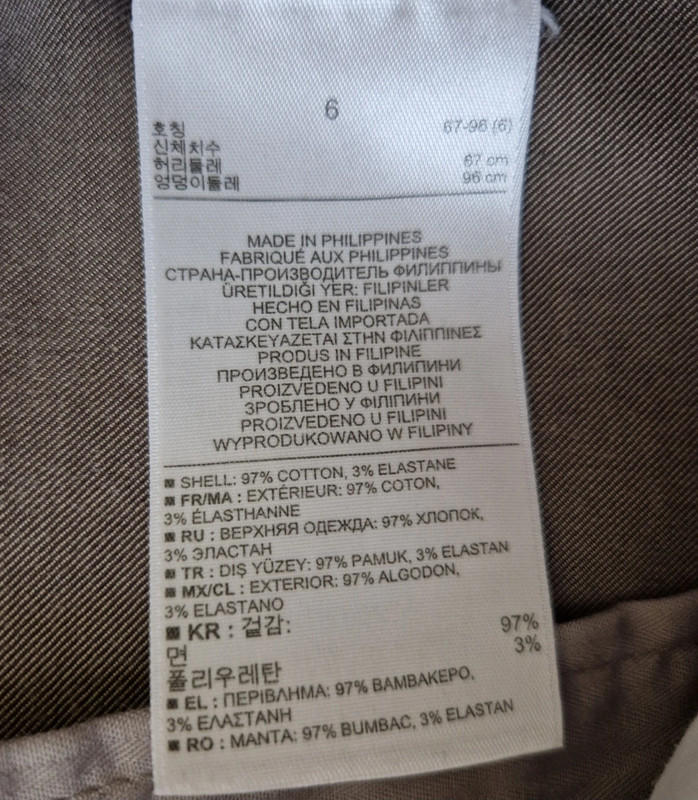 6
호칭 67-96 (6)
신체치수
허리둘레 67 cm
엉덩이둘레 96 cm
MADE IN PHILIPPINES
FABRIQUÉ AUX PHILIPPINES
СТРАНА-ПРОИЗВОДИТЕЛЬ ФИЛИППИНЫ
ÜRETILDIĞI YER: FILIPINLER
HECHO EN FILIPINAS
CON TELA IMPORTADA
ΚΑΤΑΣΚΕΥΑΖΕΤΑΙ ΣΤΗΝ ΦΙΛΙΠΠΙΝΕΣ
PRODUS IN FILIPINE
ПРОИЗВЕДЕНО В ФИЛИПИНИ
PROIZVEDENO U FILIPINI
ЗРОБЛЕНО У ФІЛІПІНИ
PROIZVEDENO U FILIPINI
WYPRODUKOWANO W FILIPINY
SHELL: 97% COTTON, 3% ELASTANE
FR/MA : EXTÉRIEUR: 97% COTON,
3% ÉLASTHANNE
RU : ВЕРХНЯЯ ОДЕЖДА: 97% ХЛОПОК,
3% ЭЛАСТАН
TR : DIŞ YÜZEY: 97% PAMUK, 3% ELASTAN
MX/CL : EXTERIOR: 97% ALGODON,
3% ELASTANO
KR : 겉감:
면 97%
폴리우레탄 3%
EL : ΠΕΡΙΒΛΗΜΑ: 97% ΒΑΜΒΑΚΕΡΟ,
3% ΕΛΑΣΤΑΝΗ
RO : MANTA: 97% BUMBAC, 3% ELASTAN